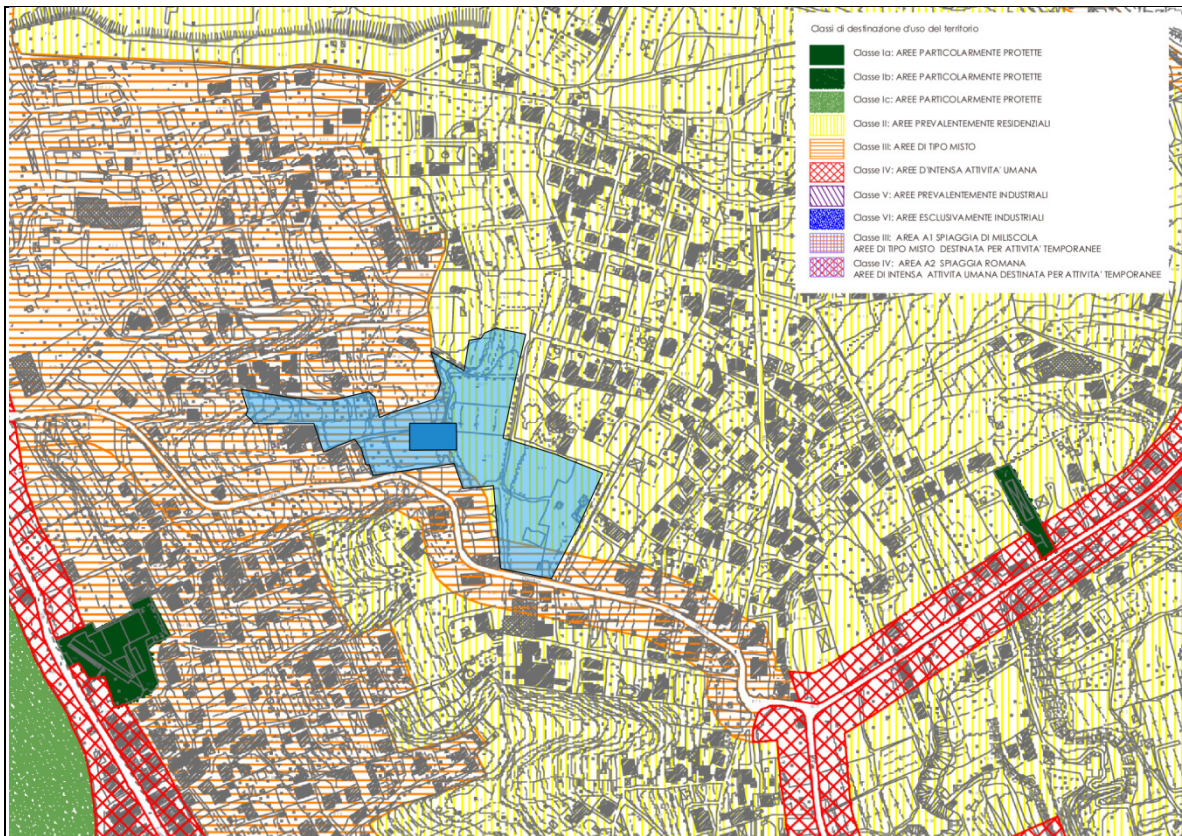 Classi di destinazione d'uso del territorio
Classe Ia: AREE PARTICOLARMENTE PROTETTE
Classe Ib: AREE PARTICOLARMENTE PROTETTE
Classe Ic: AREE PARTICOLARMENTE PROTETTE
Classe II: AREE PREVALENTEMENTE RESIDENZIALI
Classe III: AREE DI TIPO MISTO
Classe IV: AREE D'INTENSA ATTIVITA' UMANA
Classe V: AREE PREVALENTEMENTE INDUSTRIALI
Classe VI: AREE ESCLUSIVAMENTE INDUSTRIALI
Classe III: AREA A1 SPIAGGIA DI MILISCOLA
AREE DI TIPO MISTO DESTINATA PER ATTIVITA' TEMPORANEE
Classe IV: AREA A2 SPIAGGIA ROMANA
AREE DI INTENSA ATTIVITA UMANA DESTINATA PER ATTIVITA' TEMPORANEE